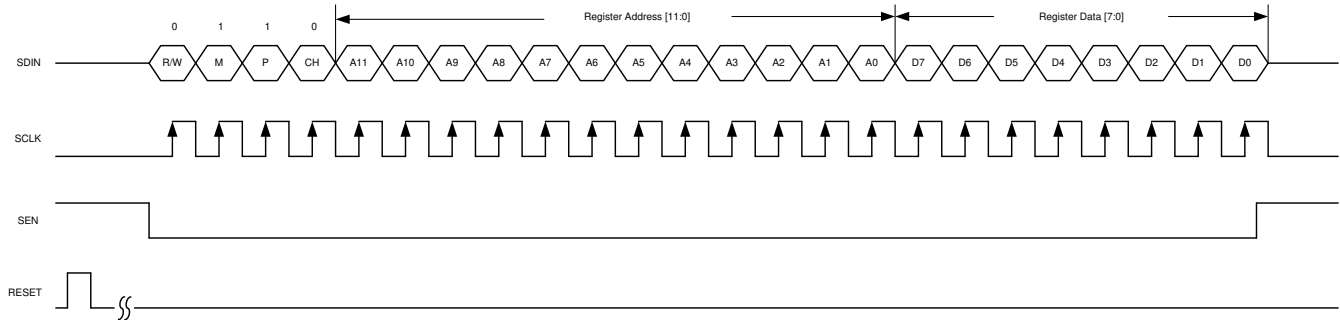 0 1 1 0 Register Address [11:0] Register Data [7:0]
SDIN R/W M P CH A11 A10 A9 A8 A7 A6 A5 A4 A3 A2 A1 A0 D7 D6 D5 D4 D3 D2 D1 D0
SCLK
SEN
RESET